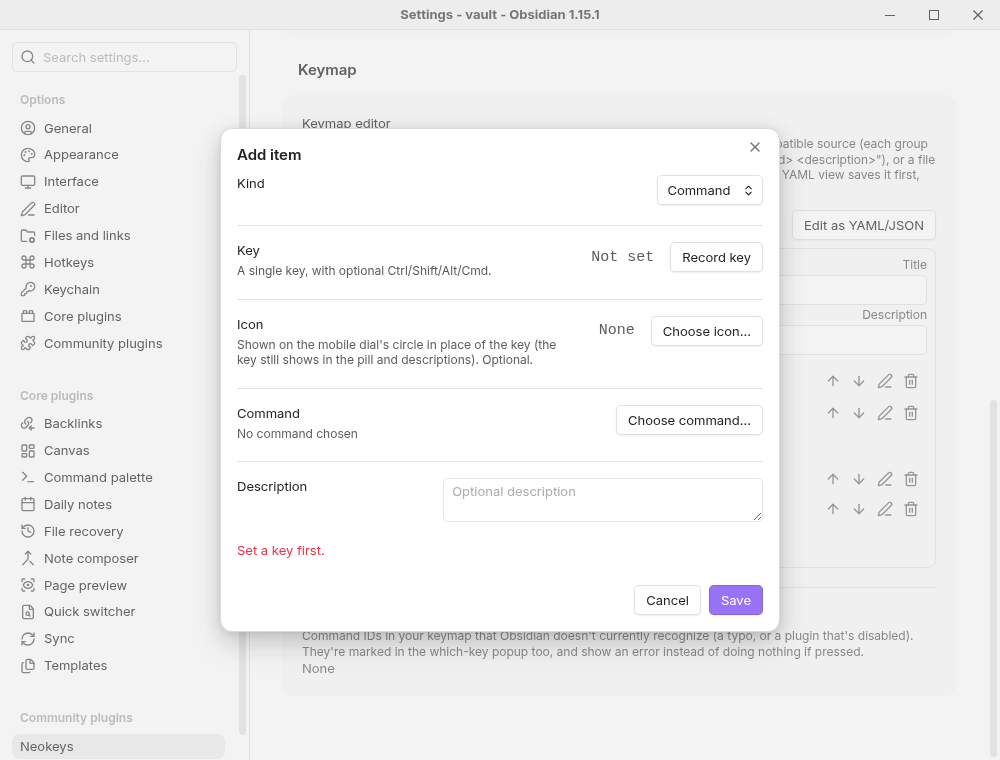 Settings - vault - Obsidian 1.15.1
Search settings...
Options
General
Appearance
Interface
Editor
Files and links
Hotkeys
Keychain
Core plugins
Community plugins
Core plugins
Backlinks
Canvas
Command palette
Daily notes
File recovery
Note composer
Page preview
Quick switcher
Sync
Templates
Community plugins
Neokeys
Keymap
Keymap editor
patible source (each group
d> <description>"), or a file
YAML view saves it first,
Edit as YAML/JSON
Title
Description
Add item
Kind
Command
Key
A single key, with optional Ctrl/Shift/Alt/Cmd.
Not set
Record key
Icon
Shown on the mobile dial's circle in place of the key (the
key still shows in the pill and descriptions). Optional.
None
Choose icon...
Command
No command chosen
Choose command...
Description
Optional description
Set a key first.
Cancel
Save
Command IDs in your keymap that Obsidian doesn't currently recognize (a typo, or a plugin that's disabled).
They're marked in the which-key popup too, and show an error instead of doing nothing if pressed.
None